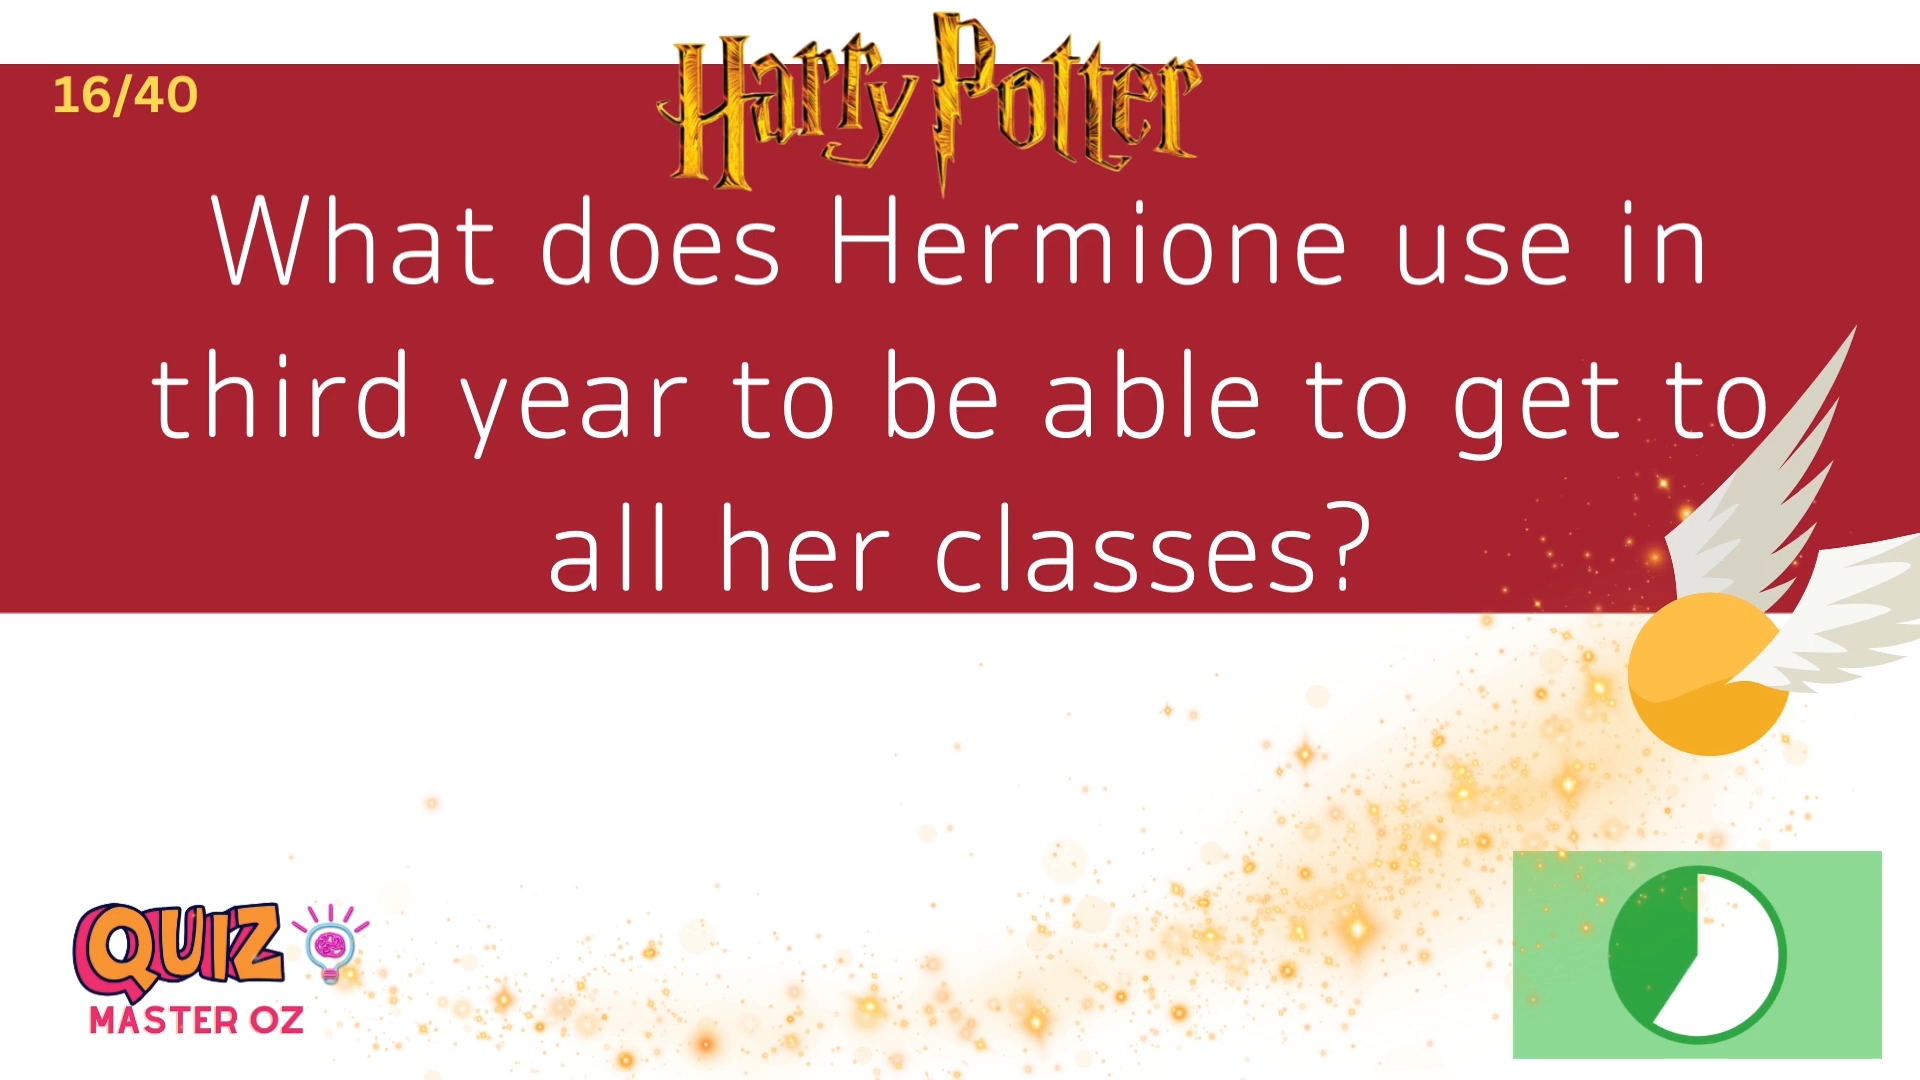 Harry Potter
16/40
What does Hermione use in
third year to be able to get to
all her classes?
QUIZ
MASTER OZ